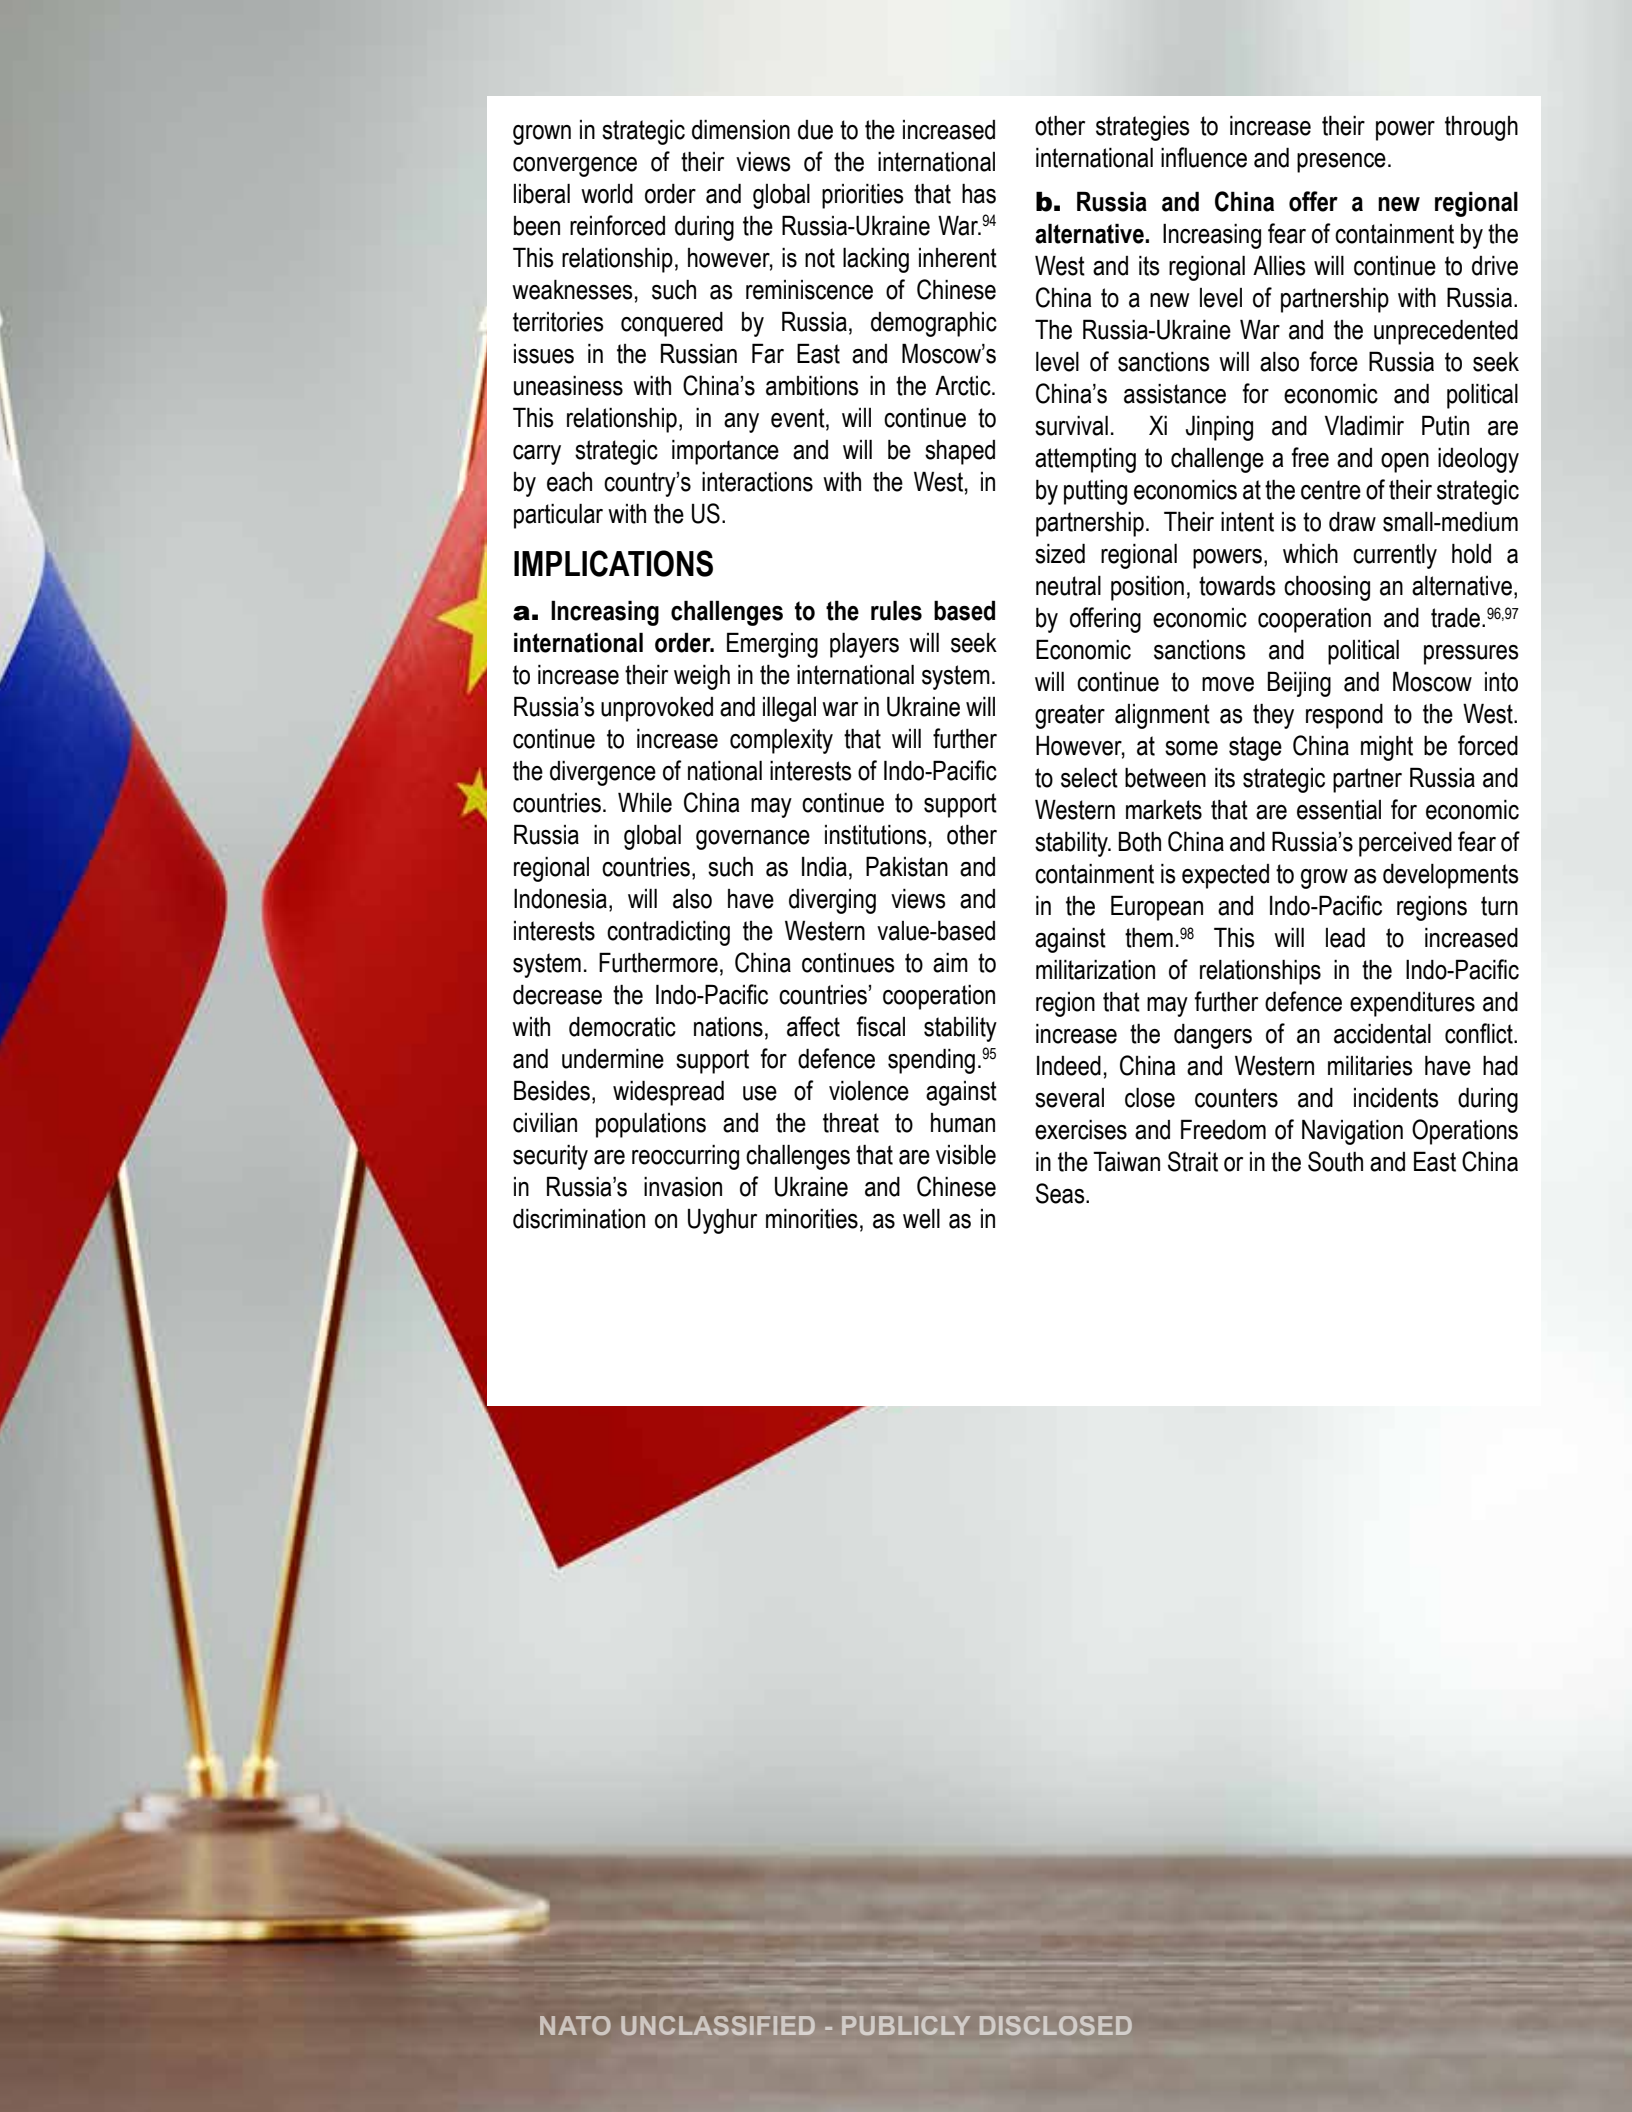 grown in strategic dimension due to the increased
convergence of their views of the international
liberal world order and global priorities that has
been reinforced during the Russia-Ukraine War.94
This relationship, however, is not lacking inherent
weaknesses, such as reminiscence of Chinese
territories conquered by Russia, demographic
issues in the Russian Far East and Moscow’s
uneasiness with China’s ambitions in the Arctic.
This relationship, in any event, will continue to
carry strategic importance and will be shaped
by each country’s interactions with the West, in
particular with the US.
IMPLICATIONS
a. Increasing challenges to the rules based
international order. Emerging players will seek
to increase their weigh in the international system.
Russia’s unprovoked and illegal war in Ukraine will
continue to increase complexity that will further
the divergence of national interests of Indo-Pacific
countries. While China may continue to support
Russia in global governance institutions, other
regional countries, such as India, Pakistan and
Indonesia, will also have diverging views and
interests contradicting the Western value-based
system. Furthermore, China continues to aim to
decrease the Indo-Pacific countries’ cooperation
with democratic nations, affect fiscal stability
and undermine support for defence spending.95
Besides, widespread use of violence against
civilian populations and the threat to human
security are reoccurring challenges that are visible
in Russia’s invasion of Ukraine and Chinese
discrimination on Uyghur minorities, as well as in
other strategies to increase their power through
international influence and presence.
b. Russia and China offer a new regional
alternative. Increasing fear of containment by the
West and its regional Allies will continue to drive
China to a new level of partnership with Russia.
The Russia-Ukraine War and the unprecedented
level of sanctions will also force Russia to seek
China’s assistance for economic and political
survival. Xi Jinping and Vladimir Putin are
attempting to challenge a free and open ideology
by putting economics at the centre of their strategic
partnership. Their intent is to draw small-medium
sized regional powers, which currently hold a
neutral position, towards choosing an alternative,
by offering economic cooperation and trade.96,97
Economic sanctions and political pressures
will continue to move Beijing and Moscow into
greater alignment as they respond to the West.
However, at some stage China might be forced
to select between its strategic partner Russia and
Western markets that are essential for economic
stability. Both China and Russia’s perceived fear of
containment is expected to grow as developments
in the European and Indo-Pacific regions turn
against them.98 This will lead to increased
militarization of relationships in the Indo-Pacific
region that may further defence expenditures and
increase the dangers of an accidental conflict.
Indeed, China and Western militaries have had
several close counters and incidents during
exercises and Freedom of Navigation Operations
in the Taiwan Strait or in the South and East China
Seas.
NATO UNCLASSIFIED - PUBLICLY DISCLOSED